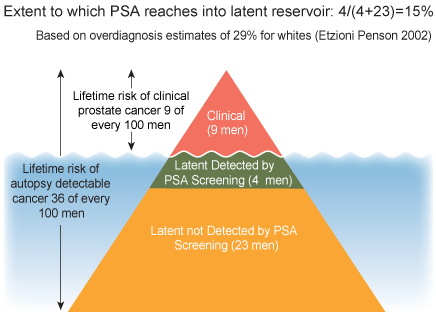 Extent to which PSA reaches into latent reservoir: 4/(4+23)=15%
Based on overdiagnosis estimates of 29% for whites (Etzioni Penson 2002)
Lifetime risk of clinical
prostate cancer 9 of
every 100 men
Clinical
(9 men)
Lifetime risk of
autopsy detectable
cancer 36 of every
100 men
Latent Detected by
PSA Screening (4 men)
Latent not Detected by PSA
Screening (23 men)